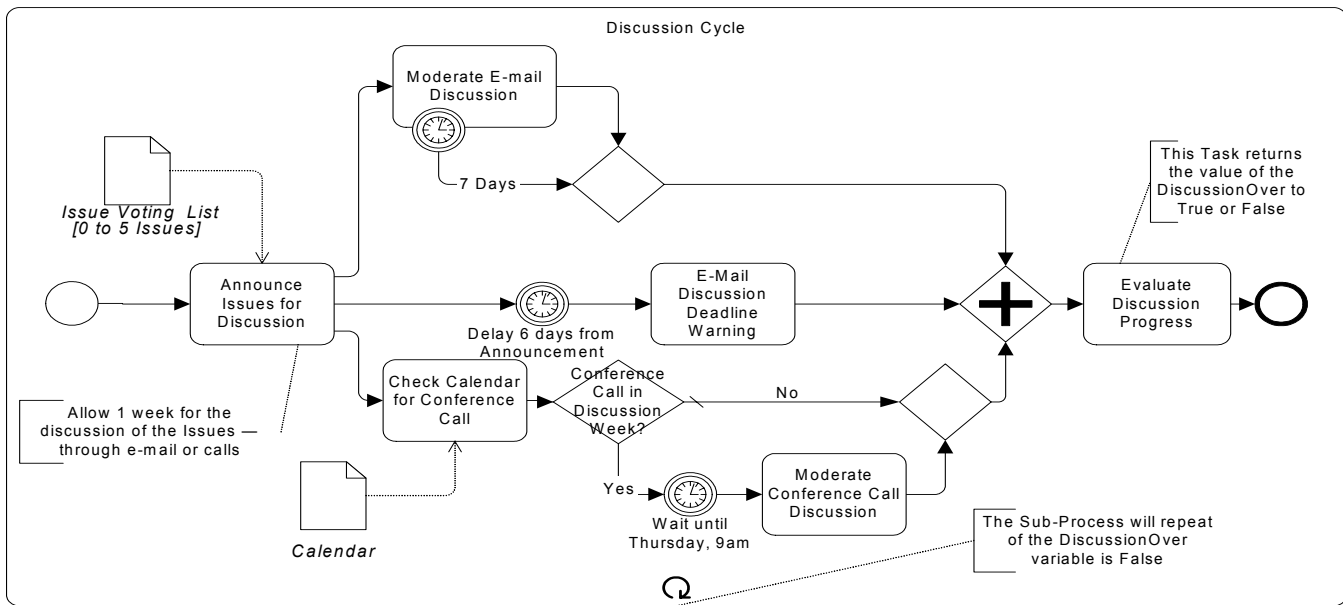 Discussion Cycle
Moderate E-mail
Discussion
7 Days
This Task returns
the value of the
DiscussionOver to
True or False
Issue Voting List
[0 to 5 Issues]
Announce
Issues for
Discussion
Delay 6 days from
Announcement
E-Mail
Discussion
Deadline
Warning
Evaluate
Discussion
Progress
Check Calendar
for Conference
Call
Conference
Call in
Discussion
Week?
No
Allow 1 week for the
discussion of the Issues —
through e-mail or calls
Yes
Wait until
Thursday, 9am
Moderate
Conference Call
Discussion
Calendar
The Sub-Process will repeat
of the DiscussionOver
variable is False